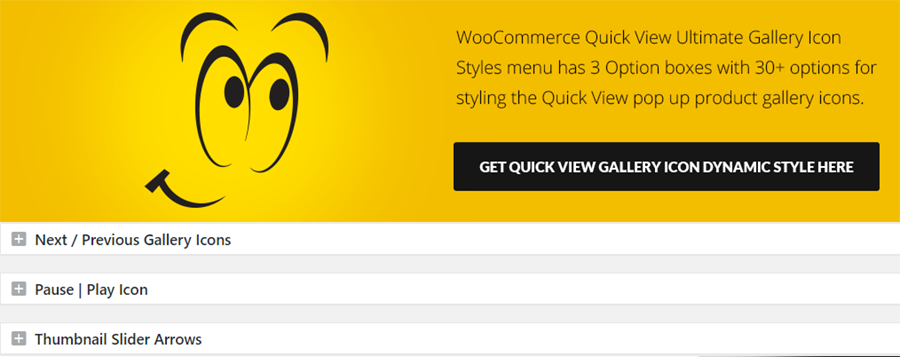 WooCommerce Quick View Ultimate Gallery Icon
Styles menu has 3 Option boxes with 30+ options for
styling the Quick View pop up product gallery icons.
GET QUICK VIEW GALLERY ICON DYNAMIC STYLE HERE
Next / Previous Gallery Icons
Pause | Play Icon
Thumbnail Slider Arrows